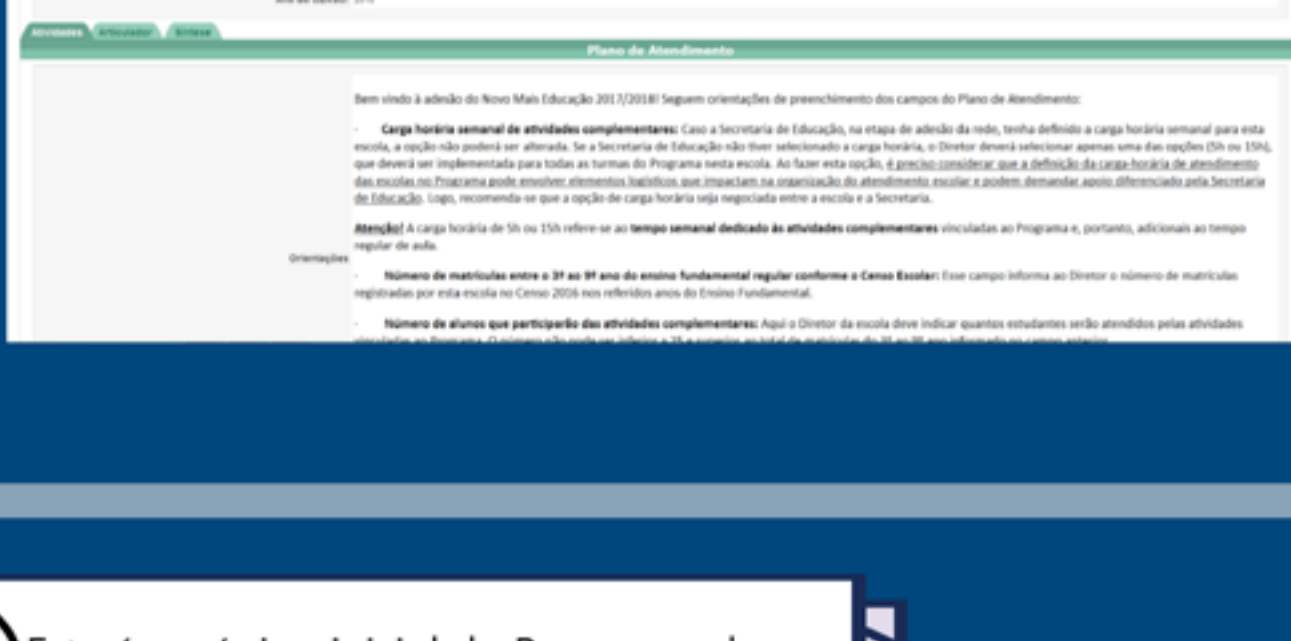 Atividades Articulador Síntese
Plano de Atendimento
Bem vindo à adesão do Novo Mais Educação 2017/2018! Seguem orientações de preenchimento dos campos do Plano de Atendimento:
· Carga horária semanal de atividades complementares: Caso a Secretaria de Educação, na etapa de adesão da rede, tenha definido a carga horária semanal para esta
escola, a opção não poderá ser alterada. Se a Secretaria de Educação não tiver selecionado a carga horária, o Diretor deverá selecionar apenas uma das opções (5h ou 15h),
que deverá ser implementada para todas as turmas do Programa nesta escola. Ao fazer esta opção, é preciso considerar que a definição da carga-horária de atendimento
das escolas no Programa pode envolver elementos logísticos que impactam na organização do atendimento escolar e podem demandar apoio diferenciado pela Secretaria
de Educação. Logo, recomenda-se que a opção de carga horária seja negociada entre a escola e a Secretaria.
Atenção! A carga horária de 5h ou 15h refere-se ao tempo semanal dedicado às atividades complementares vinculadas ao Programa e, portanto, adicionais ao tempo
regular de aula.
Orientações
· Número de matrículas entre o 3º ao 9º ano do ensino fundamental regular conforme o Censo Escolar: Esse campo informa ao Diretor o número de matrículas
registradas por esta escola no Censo 2016 nos referidos anos do Ensino Fundamental.
· Número de alunos que participarão das atividades complementares: Aqui o Diretor da escola deve indicar quantos estudantes serão atendidos pelas atividades